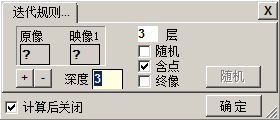 迭代规则...
X
原像 映像1
? ?
+ -
深度 3
3 层
随机
含点
终像
随机
计算后关闭
确定